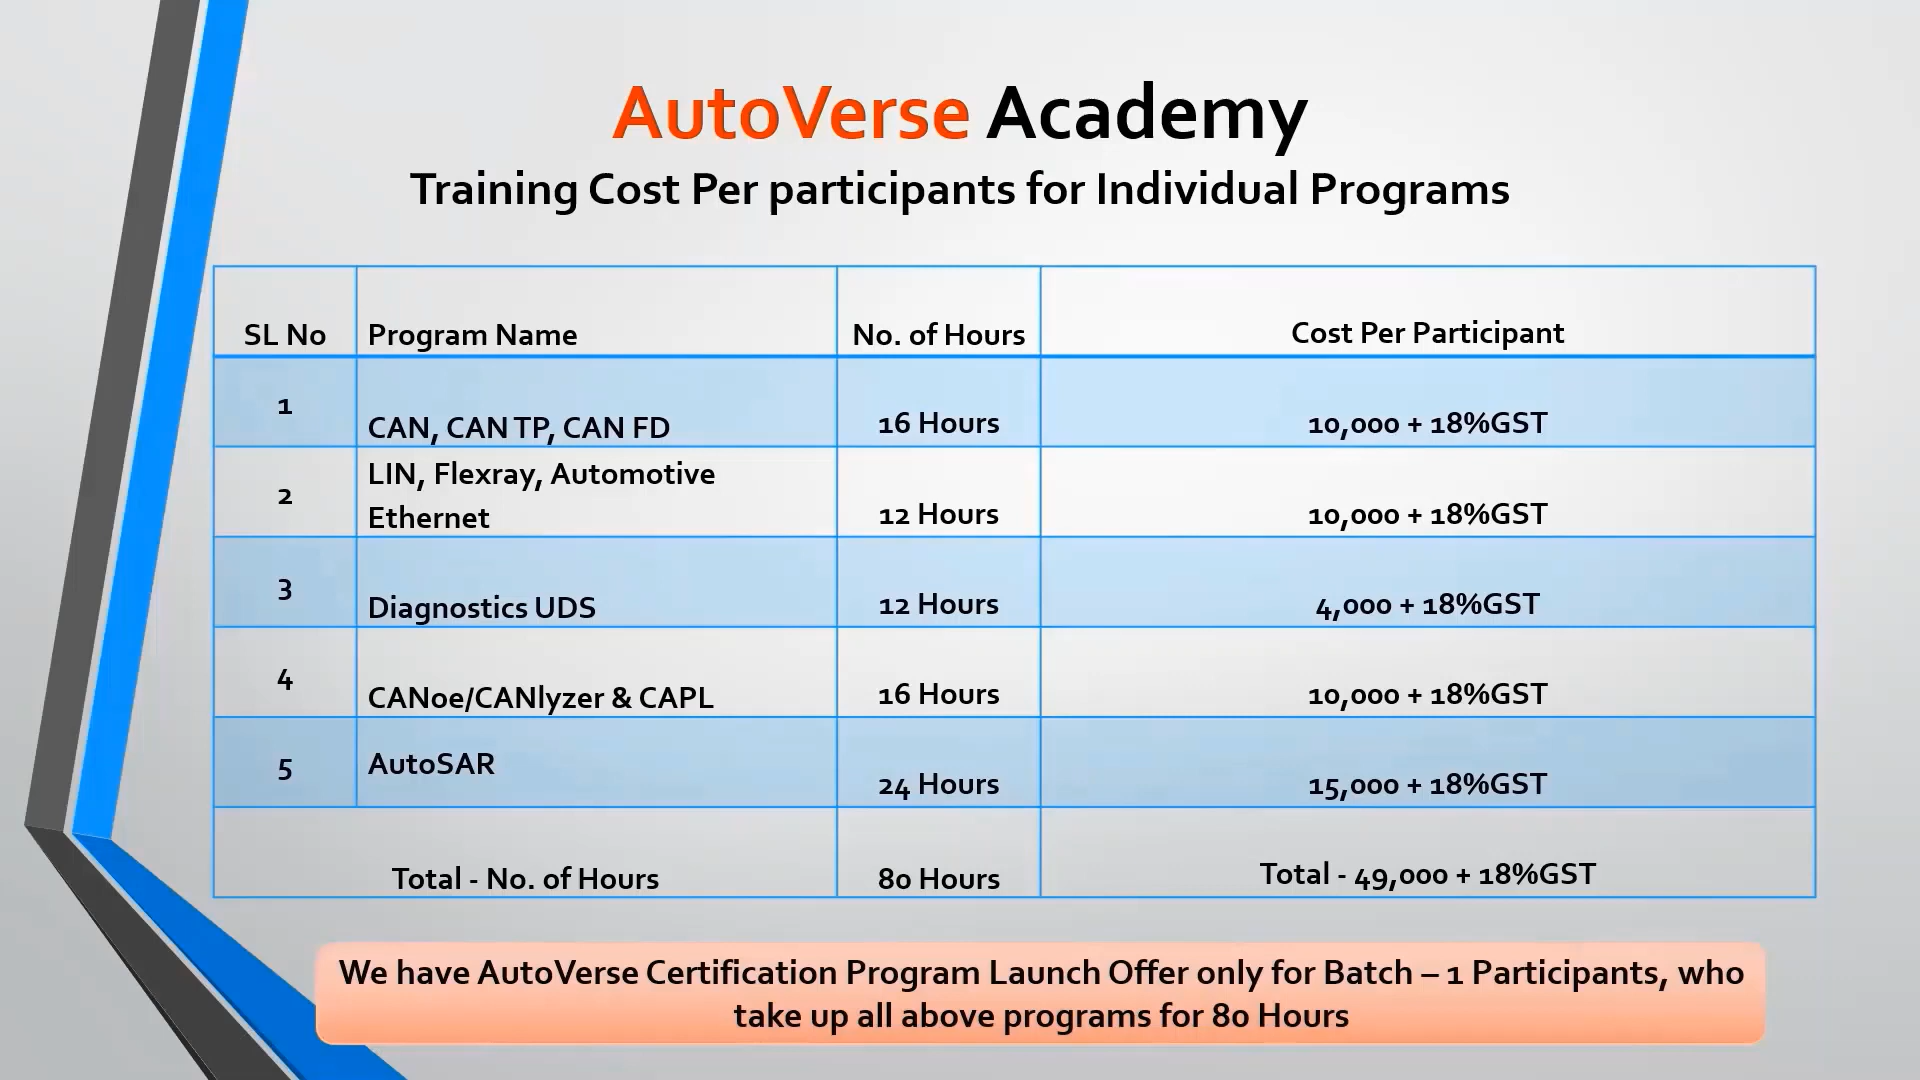 AutoVerse Academy
Training Cost Per participants for Individual Programs
SL No Program Name No. of Hours Cost Per Participant
1 CAN, CAN TP, CAN FD 16 Hours 10,000 + 18%GST
2 LIN, Flexray, Automotive
Ethernet 12 Hours 10,000 + 18%GST
3 Diagnostics UDS 12 Hours 4,000 + 18%GST
4 CANoe/CANlyzer & CAPL 16 Hours 10,000 + 18%GST
5 AutoSAR 24 Hours 15,000 + 18%GST
Total - No. of Hours 80 Hours Total - 49,000 + 18%GST
We have AutoVerse Certification Program Launch Offer only for Batch – 1 Participants, who
take up all above programs for 80 Hours